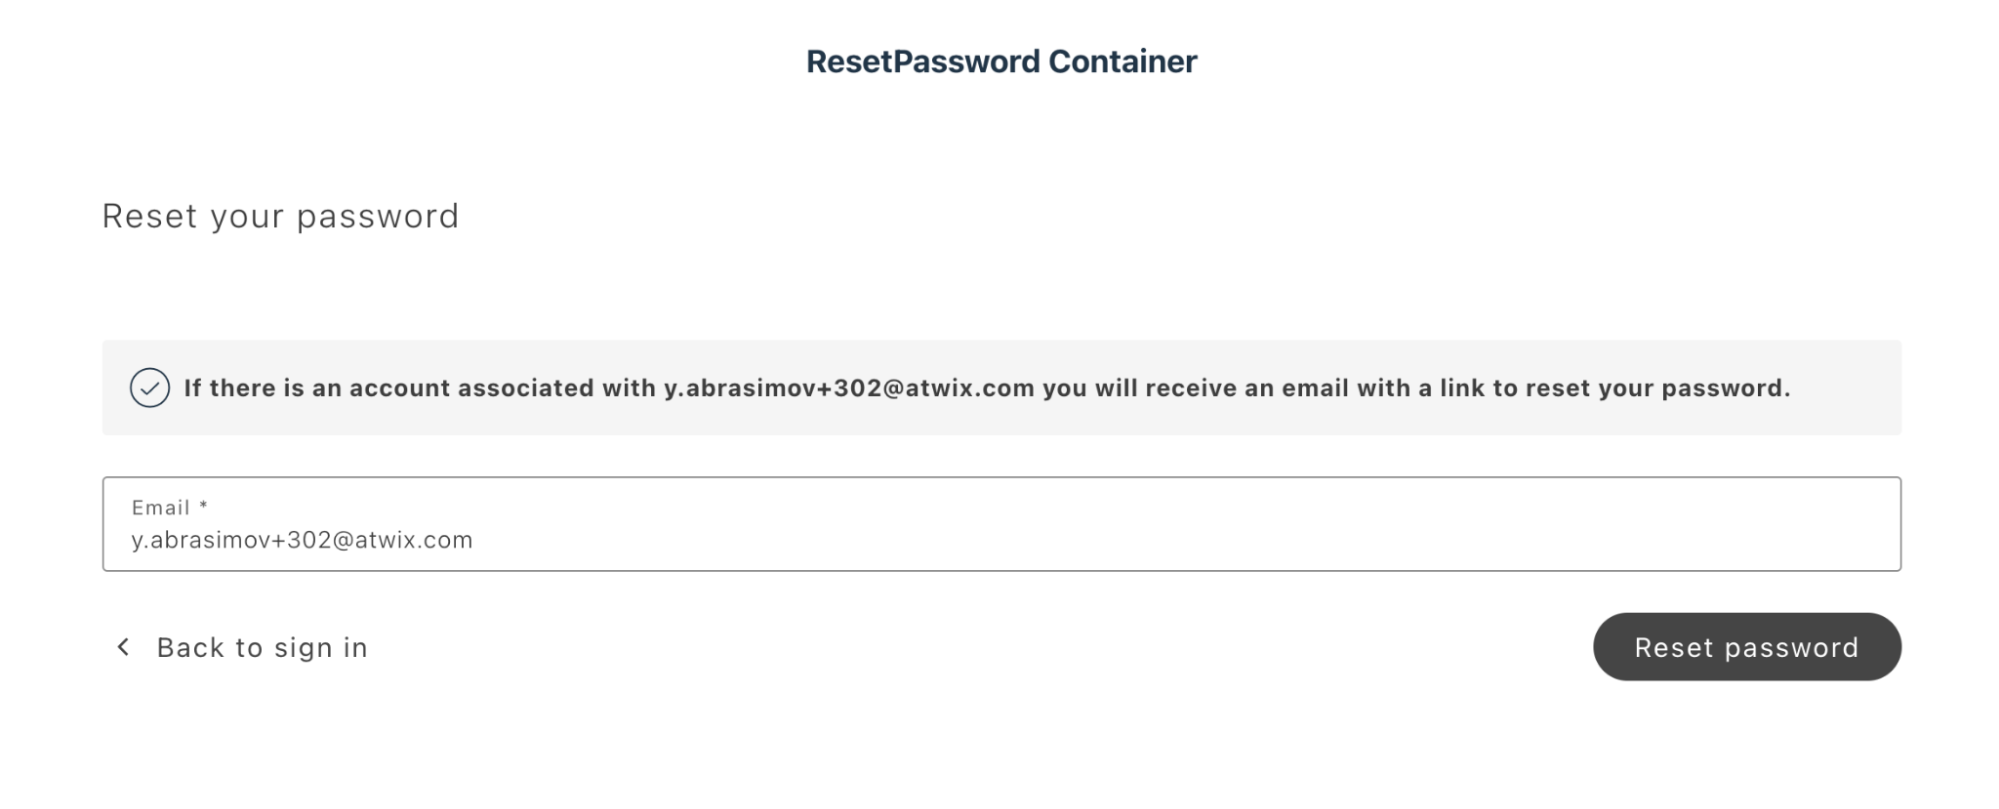 ResetPassword Container
Reset your password
If there is an account associated with y.abrasimov+302@atwix.com you will receive an email with a link to reset your password.
Email *
y.abrasimov+302@atwix.com
Back to sign in
Reset password